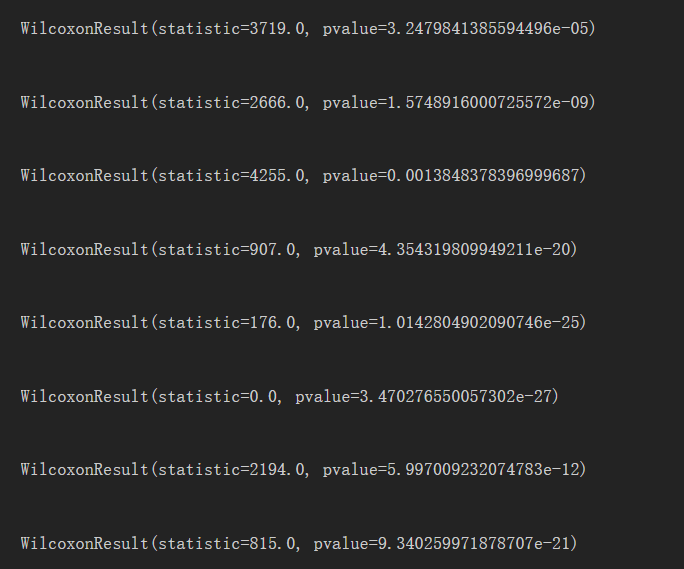 WilcoxonResult(statistic=3719.0, pvalue=3.2479841385594496e-05)
WilcoxonResult(statistic=2666.0, pvalue=1.5748916000725572e-09)
WilcoxonResult(statistic=4255.0, pvalue=0.0013848378396999687)
WilcoxonResult(statistic=907.0, pvalue=4.354319809949211e-20)
WilcoxonResult(statistic=176.0, pvalue=1.0142804902090746e-25)
WilcoxonResult(statistic=0.0, pvalue=3.470276550057302e-27)
WilcoxonResult(statistic=2194.0, pvalue=5.997009232074783e-12)
WilcoxonResult(statistic=815.0, pvalue=9.340259971878707e-21)